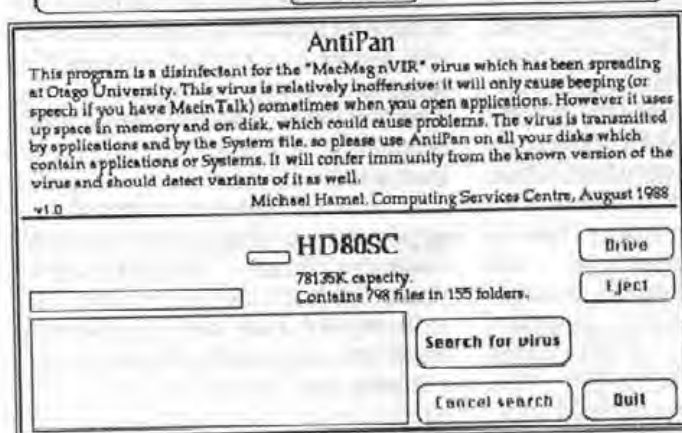 AntiPan
This program is a disinfectant for the "MacMag nVIR" virus which has been spreading
at Otago University. This virus is relatively inoffensive: it will only cause beeping (or
speech if you have MacinTalk) sometimes when you open applications. However it uses
up space in memory and on disk, which could cause problems. The virus is transmitted
by applications and by the System file, so please use AntiPan on all your disks which
contain applications or Systems. It will confer immunity from the known version of the
virus and should detect variants of it as well.
v1.0 Michael Hamel, Computing Services Centre, August 1988
HD80SC
Drive
78135K capacity.
Contains 798 files in 155 folders.
Eject
Search for virus
Cancel search
Quit